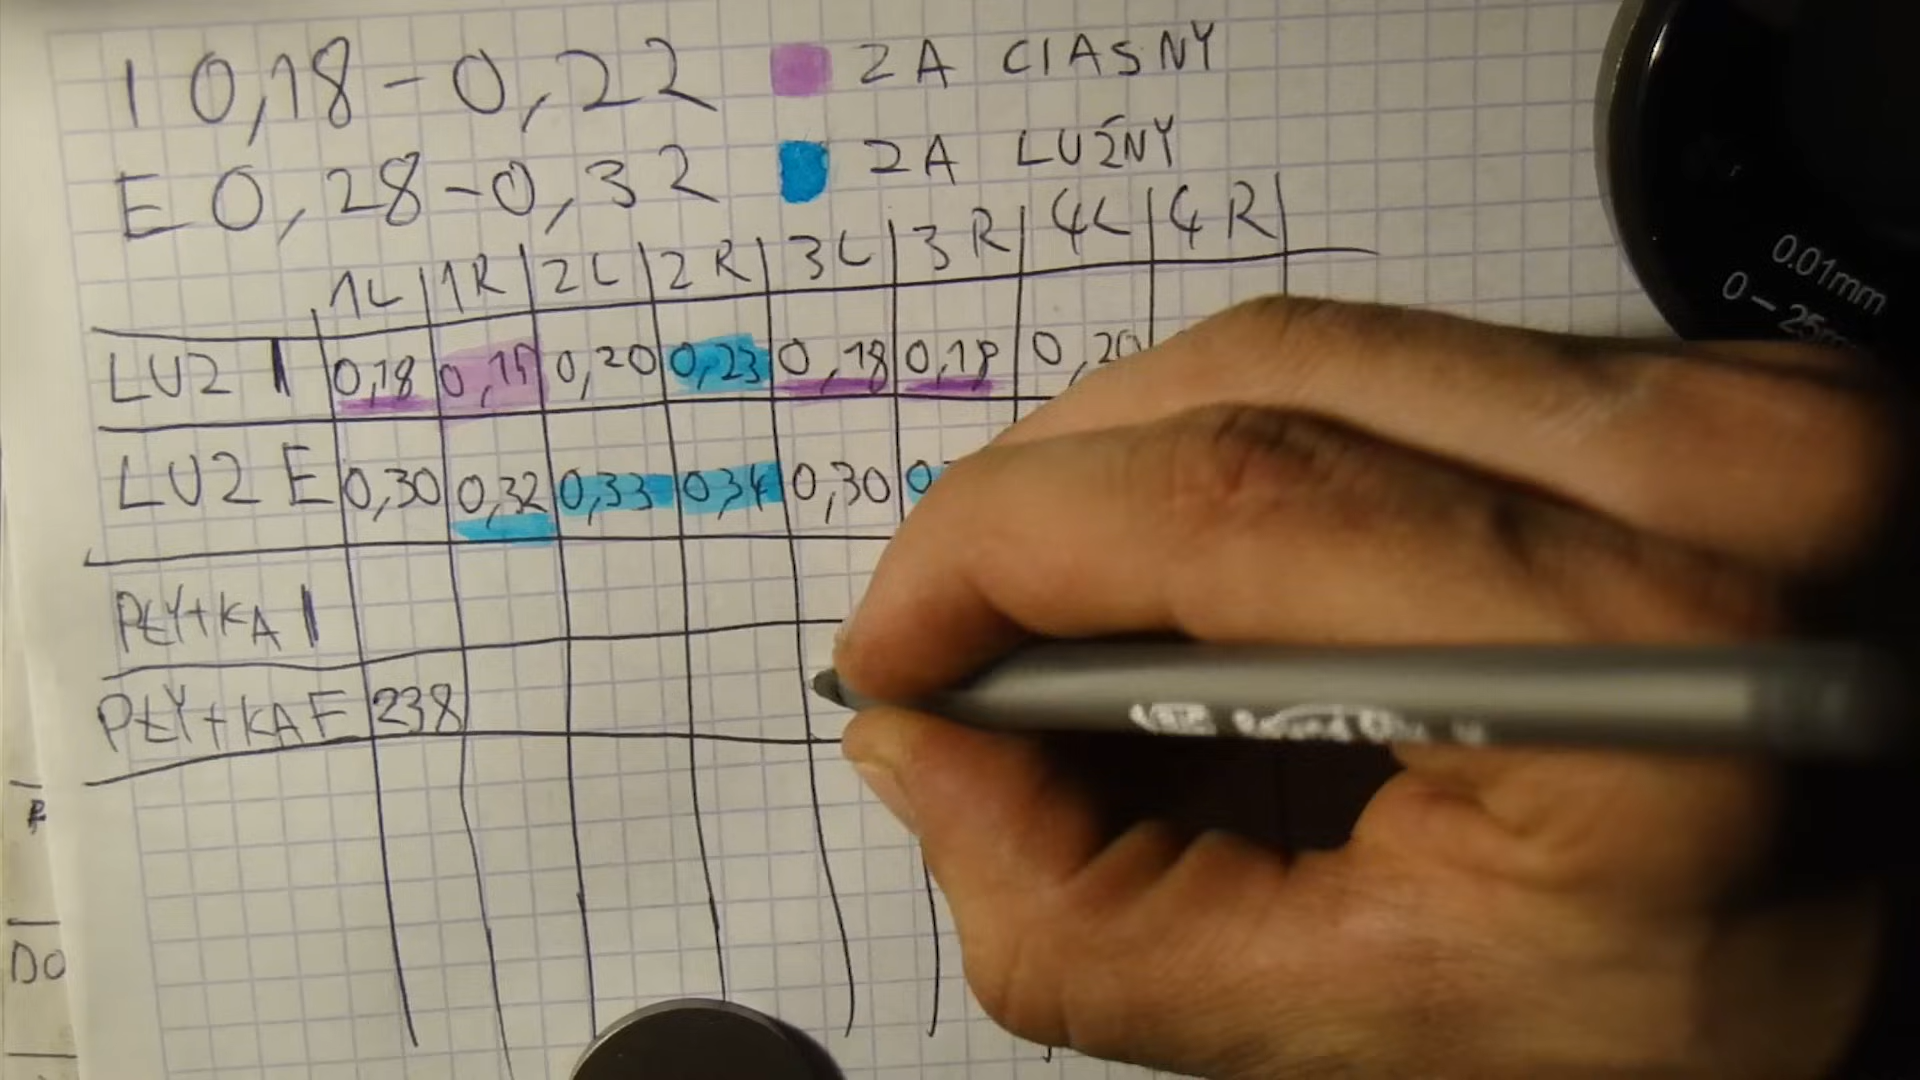 I 0,18-0,22 ZA CIASNY
E 0,28-0,32 ZA LUŹNY
1L 1R 2L 2R 3L 3R 4L 4R
LUZ I 0,18 0,20 0,23 0,18 0,18 0,20
LUZ E 0,30 0,32 0,33 0,34 0,30
PŁYTKA I
PŁYTKA E 238
DO
0.01mm